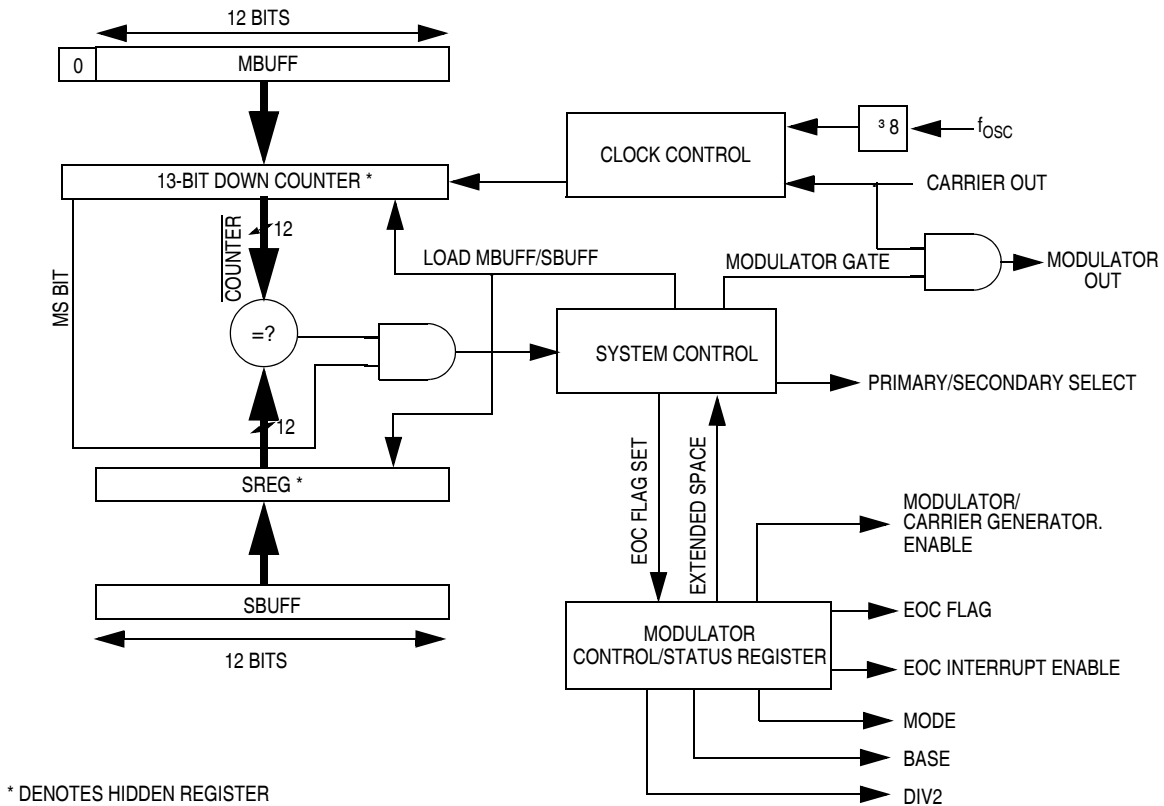 12 BITS
0
MBUFF
CLOCK CONTROL
³ 8
fOSC
13-BIT DOWN COUNTER *
CARRIER OUT
12
COUNTER
LOAD MBUFF/SBUFF
MODULATOR GATE
MODULATOR
OUT
MS BIT
=?
SYSTEM CONTROL
PRIMARY/SECONDARY SELECT
12
SREG *
EOC FLAG SET
EXTENDED SPACE
MODULATOR/
CARRIER GENERATOR.
ENABLE
SBUFF
12 BITS
MODULATOR
CONTROL/STATUS REGISTER
EOC FLAG
EOC INTERRUPT ENABLE
MODE
BASE
DIV2
* DENOTES HIDDEN REGISTER